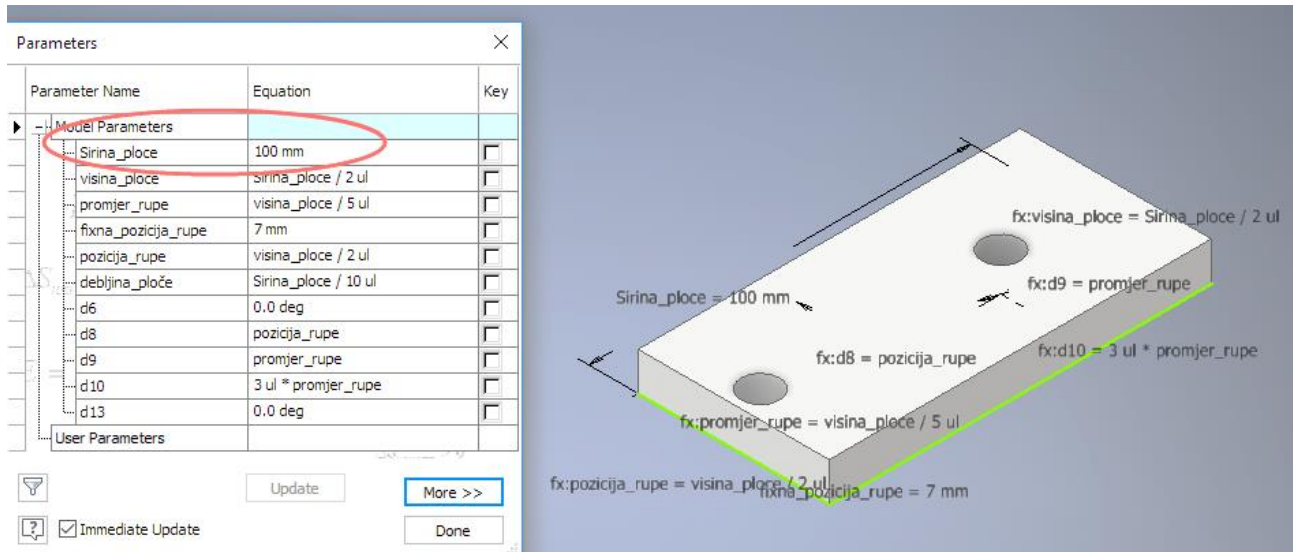 Parameters
Parameter Name Equation Key
Model Parameters
Sirina_ploce 100 mm
visina_ploce Sirina_ploce / 2 ul
promjer_rupe visina_ploce / 5 ul
fixna_pozicija_rupe 7 mm
pozicija_rupe visina_ploce / 2 ul
debljina_ploče Sirina_ploce / 10 ul
d6 0.0 deg
d8 pozicija_rupe
d9 promjer_rupe
d10 3 ul * promjer_rupe
d13 0.0 deg
User Parameters
Update More >>
Immediate Update Done
fx:visina_ploce = Sirina_ploce / 2 ul
fx:d9 = promjer_rupe
Sirina_ploce = 100 mm
fx:d10 = 3 ul * promjer_rupe
fx:d8 = pozicija_rupe
fx:promjer_rupe = visina_ploce / 5 ul
fx:pozicija_rupe = visina_ploce / 2 ul
fixna_pozicija_rupe = 7 mm